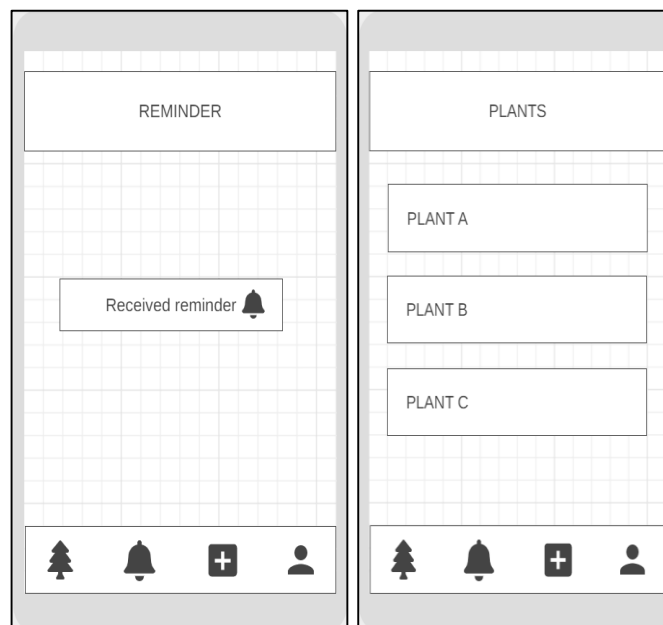 REMINDER
Received reminder
PLANTS
PLANT A
PLANT B
PLANT C